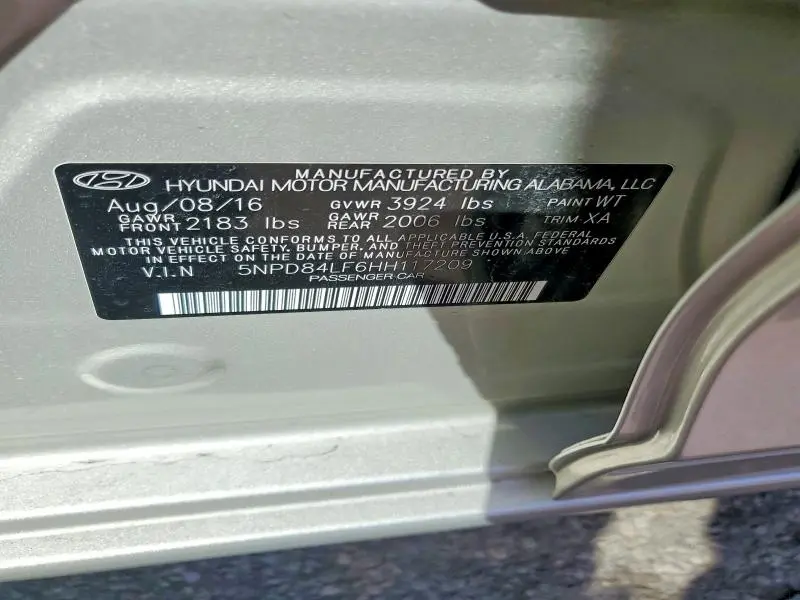 MANUFACTURED BY
HYUNDAI MOTOR MANUFACTURING ALABAMA, LLC
Aug/08/16 GVWR 3924 lbs PAINT WT
GAWR FRONT 2183 lbs GAWR REAR 2006 lbs TRIM XA
THIS VEHICLE CONFORMS TO ALL APPLICABLE U.S.A. FEDERAL
MOTOR VEHICLE SAFETY, BUMPER, AND THEFT PREVENTION STANDARDS
IN EFFECT ON THE DATE OF MANUFACTURE SHOWN ABOVE
V.I.N 5NPD84LF6HH117209
PASSENGER CAR